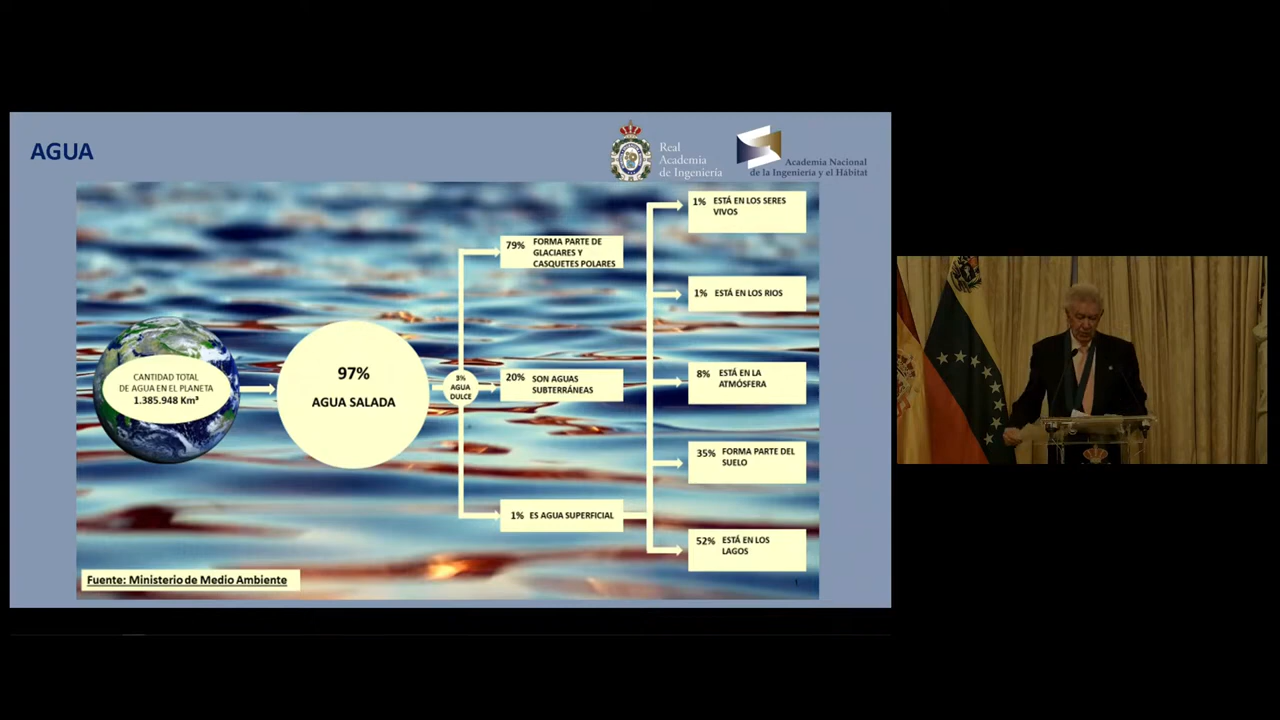 AGUA
Real
Academia
de Ingeniería
Academia Nacional
de la Ingeniería y el Hábitat
CANTIDAD TOTAL
DE AGUA EN EL PLANETA
1.385.948 Km³
97%
AGUA SALADA
3%
AGUA
DULCE
79% FORMA PARTE DE
GLACIARES Y
CASQUETES POLARES
20% SON AGUAS
SUBTERRÁNEAS
1% ES AGUA SUPERFICIAL
1% ESTÁ EN LOS SERES
VIVOS
1% ESTÁ EN LOS RIOS
8% ESTÁ EN LA
ATMÓSFERA
35% FORMA PARTE DEL
SUELO
52% ESTÁ EN LOS
LAGOS
Fuente: Ministerio de Medio Ambiente
1